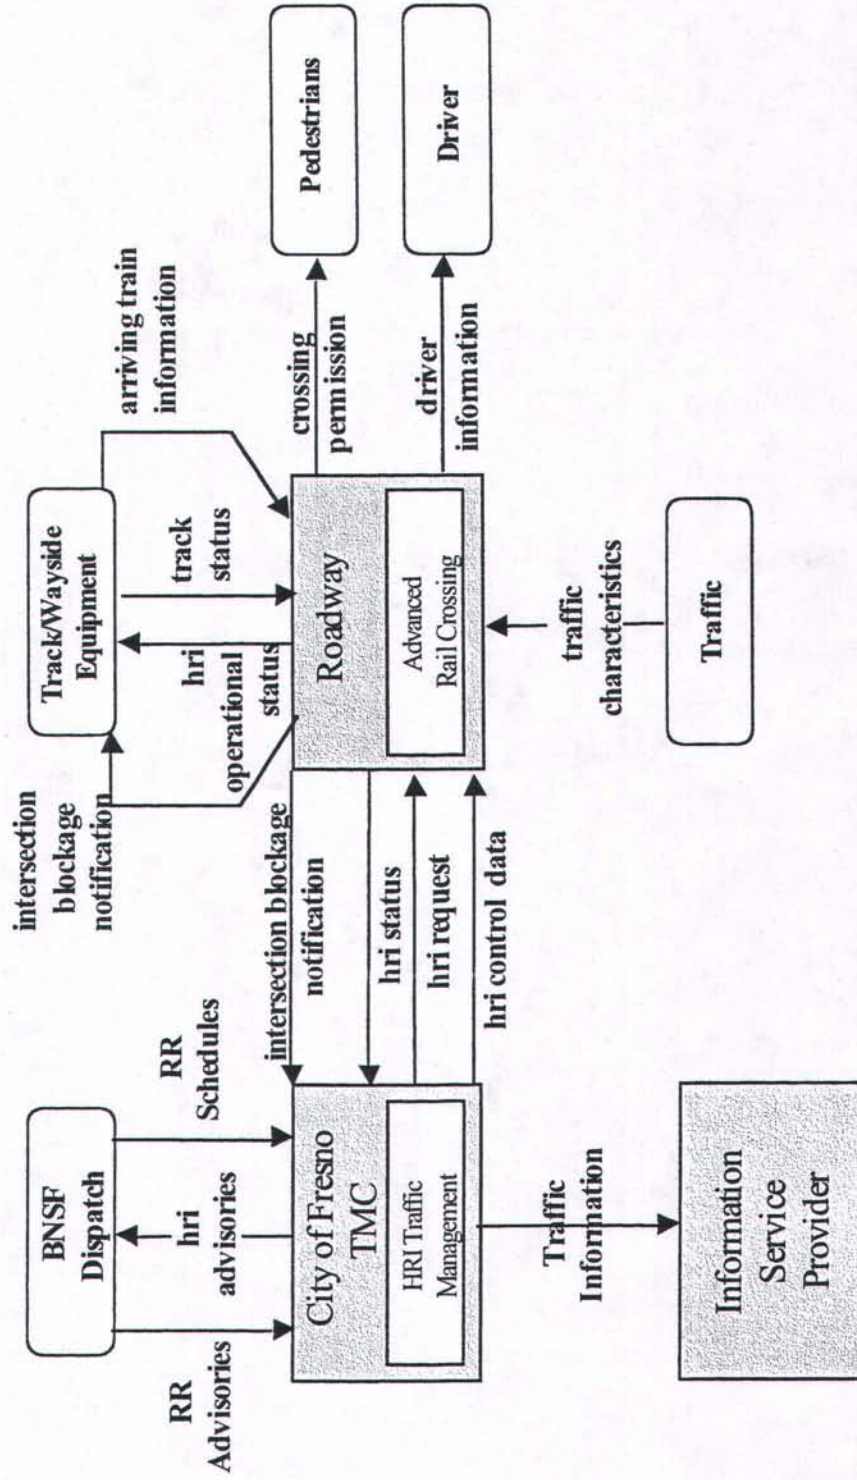 BNSF
Dispatch
RR
Advisories
hri
advisories
RR
Schedules
City of Fresno
TMC
HRI Traffic
Management
Traffic
Information
Information
Service
Provider
intersection blockage
notification
hri status
hri request
hri control data
intersection
blockage
notification
Track/Wayside
Equipment
hri
operational
status
track
status
arriving train
information
Roadway
Advanced
Rail Crossing
traffic
characteristics
Traffic
crossing
permission
driver
information
Pedestrians
Driver